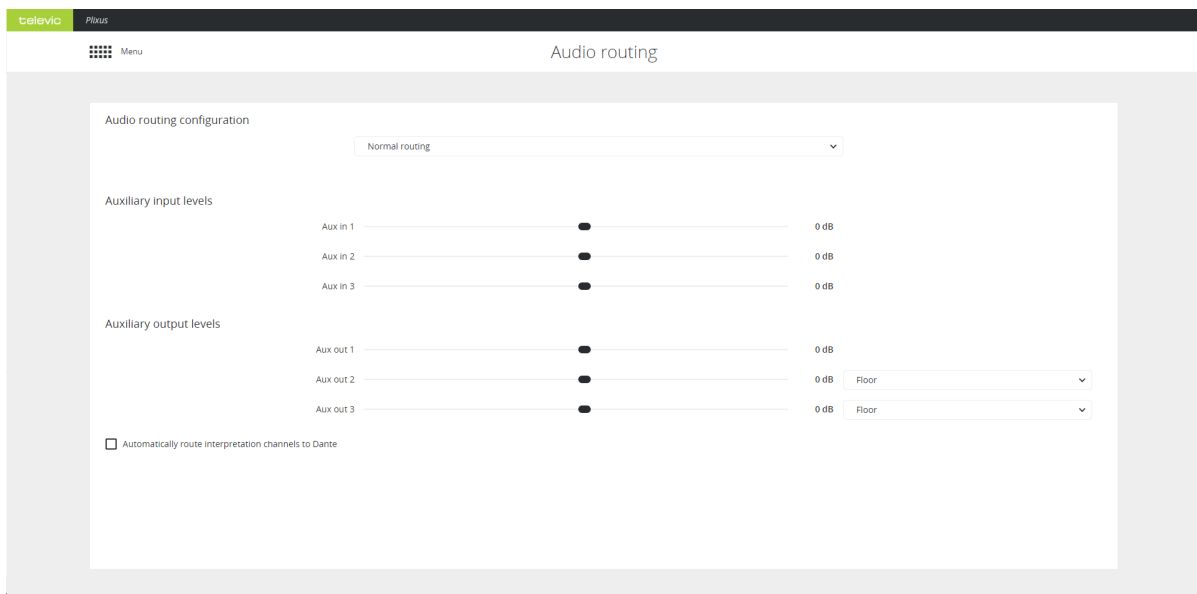 televic Plixus
Menu
Audio routing
Audio routing configuration
Normal routing
Auxiliary input levels
Aux in 1 0 dB
Aux in 2 0 dB
Aux in 3 0 dB
Auxiliary output levels
Aux out 1 0 dB
Aux out 2 0 dB Floor
Aux out 3 0 dB Floor
Automatically route interpretation channels to Dante